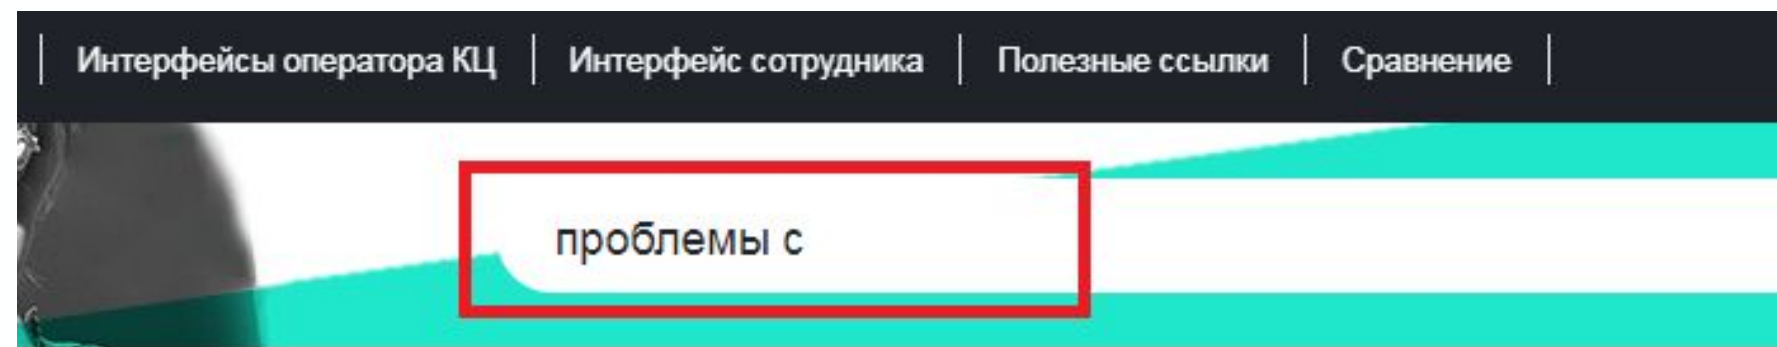 Интерфейсы оператора КЦ | Интерфейс сотрудника | Полезные ссылки | Сравнение
проблемы с